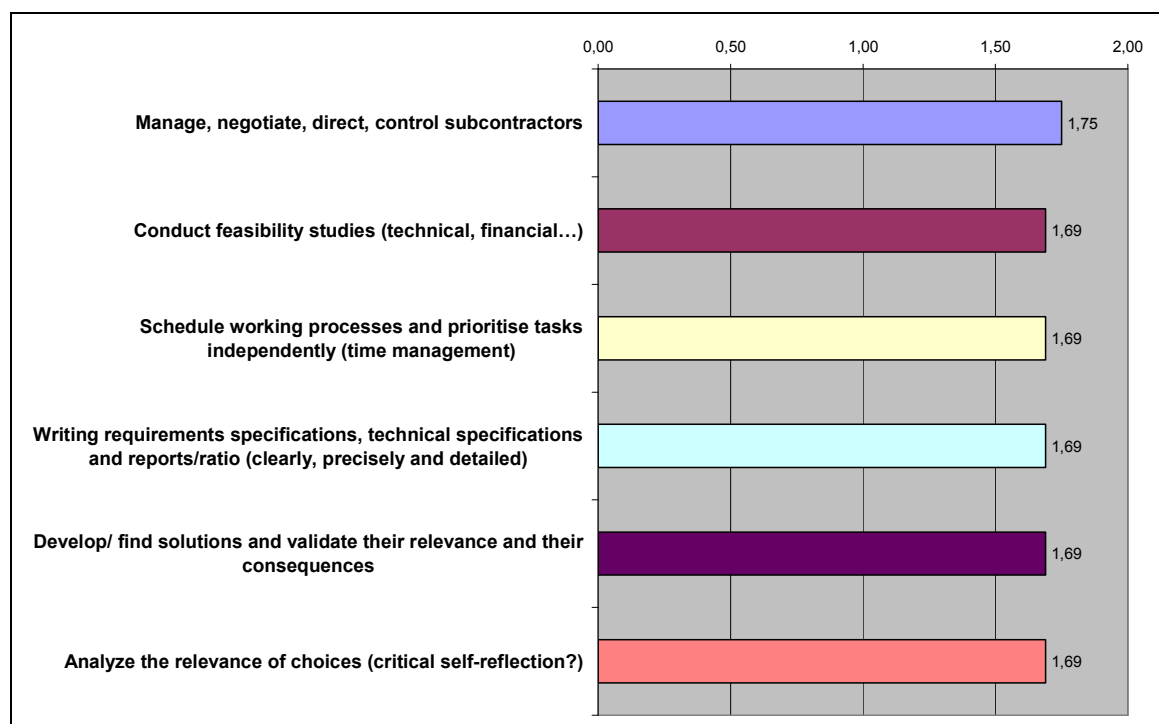 0,00 0,50 1,00 1,50 2,00
Manage, negotiate, direct, control subcontractors
1,75
Conduct feasibility studies (technical, financial…)
1,69
Schedule working processes and prioritise tasks
independently (time management)
1,69
Writing requirements specifications, technical specifications
and reports/ratio (clearly, precisely and detailed)
1,69
Develop/ find solutions and validate their relevance and their
consequences
1,69
Analyze the relevance of choices (critical self-reflection?)
1,69